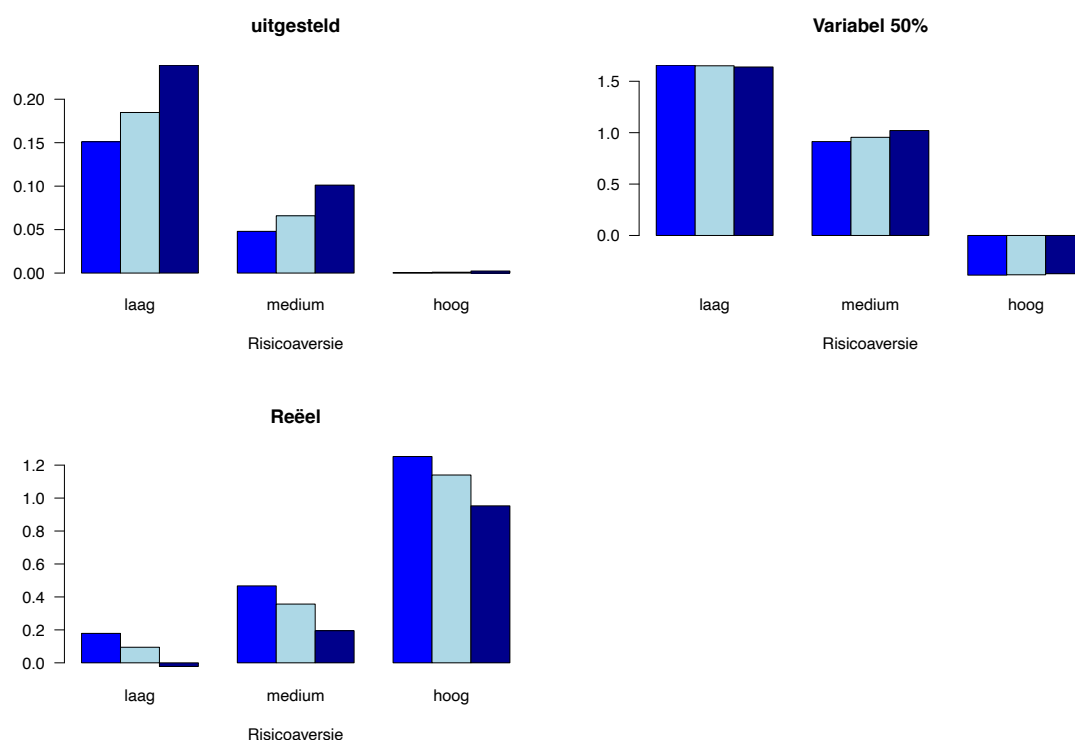 uitgesteld
0.20
0.15
0.10
0.05
0.00
laag medium hoog
Risicoaversie
Variabel 50%
1.5
1.0
0.5
0.0
laag medium hoog
Risicoaversie
Reëel
1.2
1.0
0.8
0.6
0.4
0.2
0.0
laag medium hoog
Risicoaversie